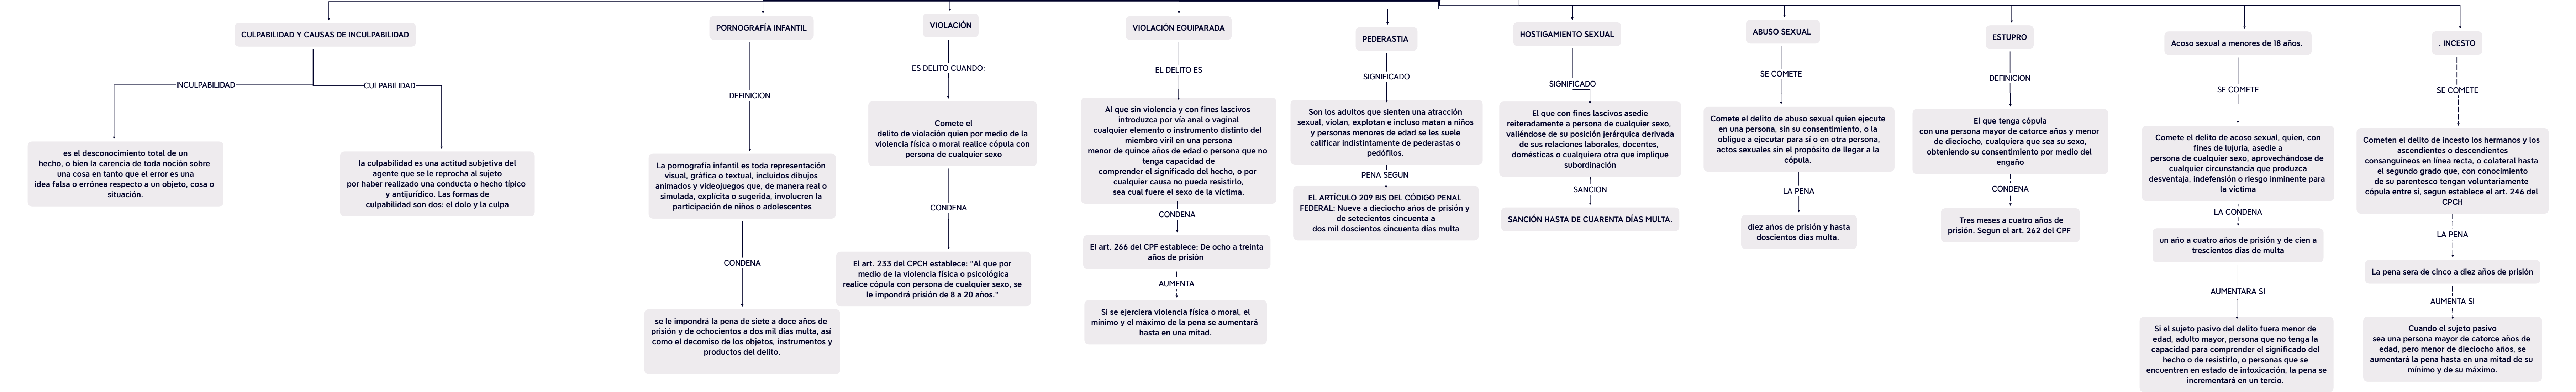 CULPABILIDAD Y CAUSAS DE INCULPABILIDAD
INCULPABILIDAD
es el desconocimiento total de un
hecho, o bien la carencia de toda noción sobre
una cosa en tanto que el error es una
idea falsa o errónea respecto a un objeto, cosa o
situación.
CULPABILIDAD
la culpabilidad es una actitud subjetiva del
agente que se le reprocha al sujeto
por haber realizado una conducta o hecho típico
y antijurídico. Las formas de
culpabilidad son dos: el dolo y la culpa
PORNOGRAFÍA INFANTIL
DEFINICION
La pornografía infantil es toda representación
visual, gráfica o textual, incluidos dibujos
animados y videojuegos que, de manera real o
simulada, explícita o sugerida, involucren la
participación de niños o adolescentes
CONDENA
se le impondrá la pena de siete a doce años de
prisión y de ochocientos a dos mil días multa, así
como el decomiso de los objetos, instrumentos y
productos del delito.
VIOLACIÓN
ES DELITO CUANDO:
Comete el
delito de violación quien por medio de la
violencia física o moral realice cópula con
persona de cualquier sexo
CONDENA
El art. 233 del CPCH establece: "Al que por
medio de la violencia física o psicológica
realice cópula con persona de cualquier sexo, se
le impondrá prisión de 8 a 20 años."
VIOLACIÓN EQUIPARADA
EL DELITO ES
Al que sin violencia y con fines lascivos
introduzca por vía anal o vaginal
cualquier elemento o instrumento distinto del
miembro viril en una persona
menor de quince años de edad o persona que no
tenga capacidad de
comprender el significado del hecho, o por
cualquier causa no pueda resistirlo,
sea cual fuere el sexo de la víctima.
CONDENA
El art. 266 del CPF establece: De ocho a treinta
años de prisión
AUMENTA
Si se ejerciera violencia física o moral, el
mínimo y el máximo de la pena se aumentará
hasta en una mitad.
PEDERASTIA
SIGNIFICADO
Son los adultos que sienten una atracción
sexual, violan, explotan e incluso matan a niños
y personas menores de edad se les suele
calificar indistintamente de pederastas o
pedófilos.
PENA SEGUN
EL ARTÍCULO 209 BIS DEL CÓDIGO PENAL
FEDERAL: Nueve a dieciocho años de prisión y
de setecientos cincuenta a
dos mil doscientos cincuenta días multa
HOSTIGAMIENTO SEXUAL
SIGNIFICADO
El que con fines lascivos asedie
reiteradamente a persona de cualquier sexo,
valiéndose de su posición jerárquica derivada
de sus relaciones laborales, docentes,
domésticas o cualquiera otra que implique
subordinación
SANCION
SANCIÓN HASTA DE CUARENTA DÍAS MULTA.
ABUSO SEXUAL
SE COMETE
Comete el delito de abuso sexual quien ejecute
en una persona, sin su consentimiento, o la
obligue a ejecutar para sí o en otra persona,
actos sexuales sin el propósito de llegar a la
cópula.
LA PENA
diez años de prisión y hasta
doscientos días multa.
ESTUPRO
DEFINICION
El que tenga cópula
con una persona mayor de catorce años y menor
de dieciocho, cualquiera que sea su sexo,
obteniendo su consentimiento por medio del
engaño
CONDENA
Tres meses a cuatro años de
prisión. Segun el art. 262 del CPF
Acoso sexual a menores de 18 años.
SE COMETE
Comete el delito de acoso sexual, quien, con
fines de lujuria, asedie a
persona de cualquier sexo, aprovechándose de
cualquier circunstancia que produzca
desventaja, indefensión o riesgo inminente para
la víctima
LA CONDENA
un año a cuatro años de prisión y de cien a
trescientos días de multa
AUMENTARA SI
Si el sujeto pasivo del delito fuera menor de
edad, adulto mayor, persona que no tenga la
capacidad para comprender el significado del
hecho o de resistirlo, o personas que se
encuentren en estado de intoxicación, la pena se
incrementará en un tercio.
. INCESTO
SE COMETE
Cometen el delito de incesto los hermanos y los
ascendientes o descendientes
consanguíneos en línea recta, o colateral hasta
el segundo grado que, con conocimiento
de su parentesco tengan voluntariamente
cópula entre sí, segun establece el art. 246 del
CPCH
LA PENA
La pena sera de cinco a diez años de prisión
AUMENTA SI
Cuando el sujeto pasivo
sea una persona mayor de catorce años de
edad, pero menor de dieciocho años, se
aumentará la pena hasta en una mitad de su
mínimo y de su máximo.